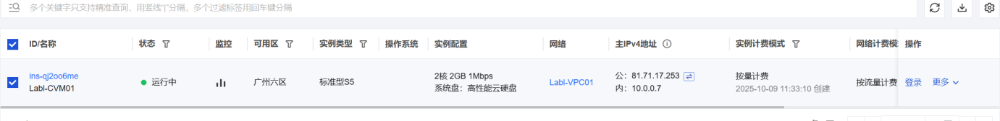 多个关键字只支持精准查询，用竖线"|"分隔，多个过滤标签用回车键分隔
ID/名称 状态 监控 可用区 实例类型 操作系统 实例配置 网络 主IPv4地址 实例计费模式 网络计费模 操作
ins-qj2oo6me
Labl-CVM01
运行中
广州六区
标准型S5
2核 2GB 1Mbps
系统盘：高性能云硬盘
Labl-VPC01
公：81.71.17.253
内：10.0.0.7
按量计费
2025-10-09 11:33:10 创建
按流量计费
登录 更多